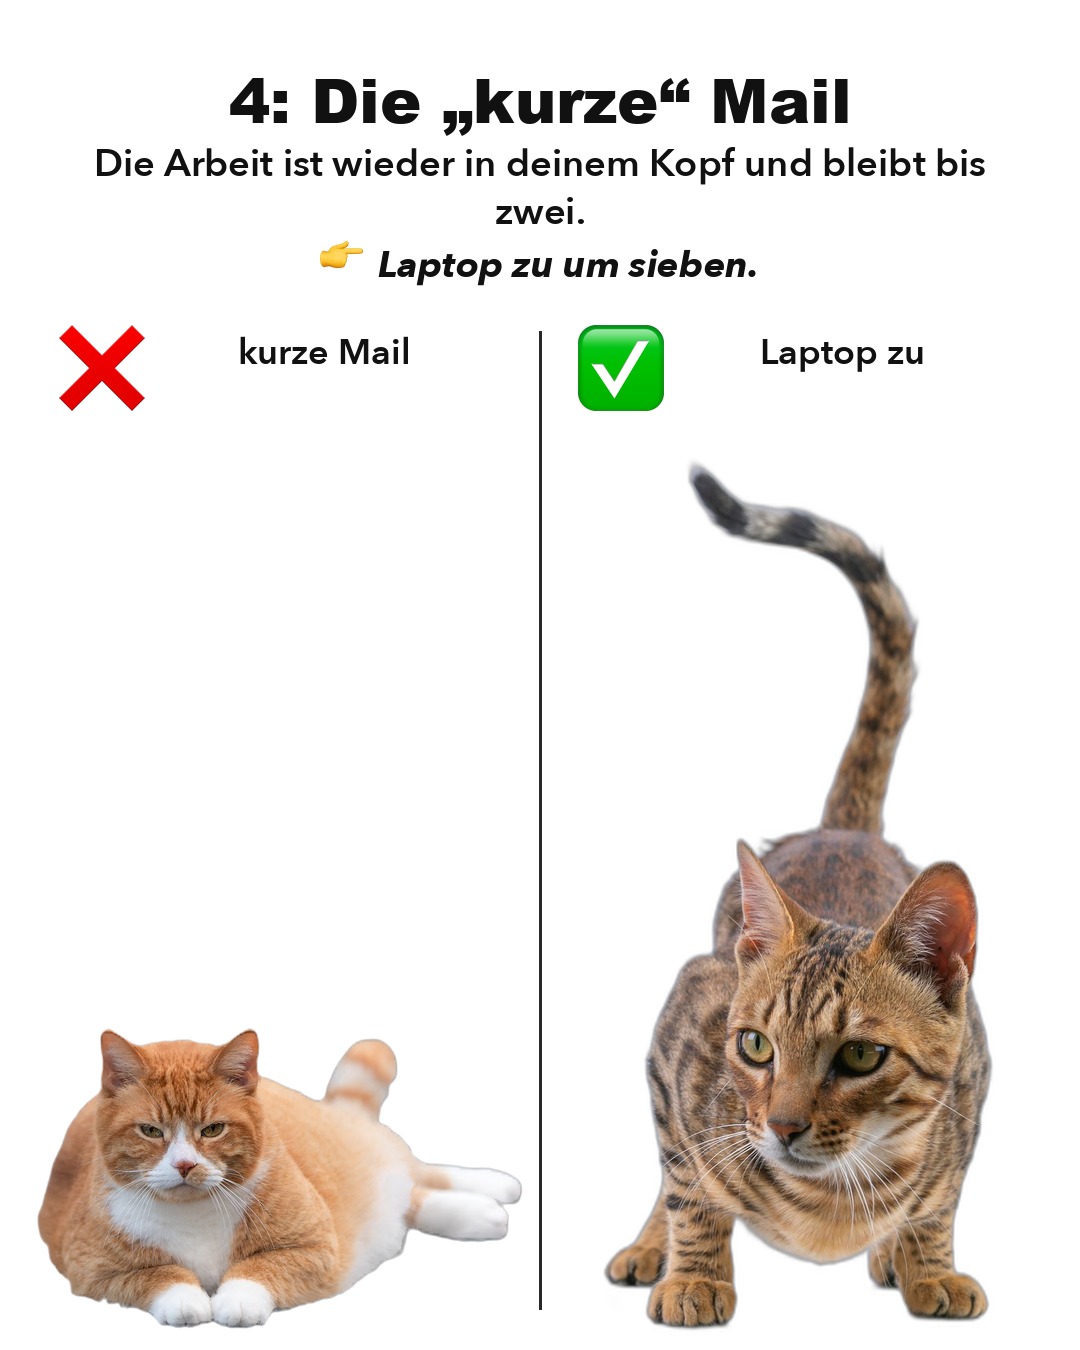 4: Die „kurze“ Mail
Die Arbeit ist wieder in deinem Kopf und bleibt bis
zwei.
👉 Laptop zu um sieben.
❌ kurze Mail
✅ Laptop zu